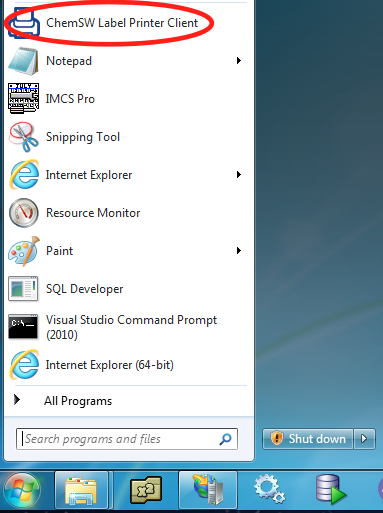 ChemSW Label Printer Client
Notepad
IMCS Pro
Snipping Tool
Internet Explorer
Resource Monitor
Paint
SQL Developer
Visual Studio Command Prompt
(2010)
Internet Explorer (64-bit)
All Programs
Search programs and files
Shut down